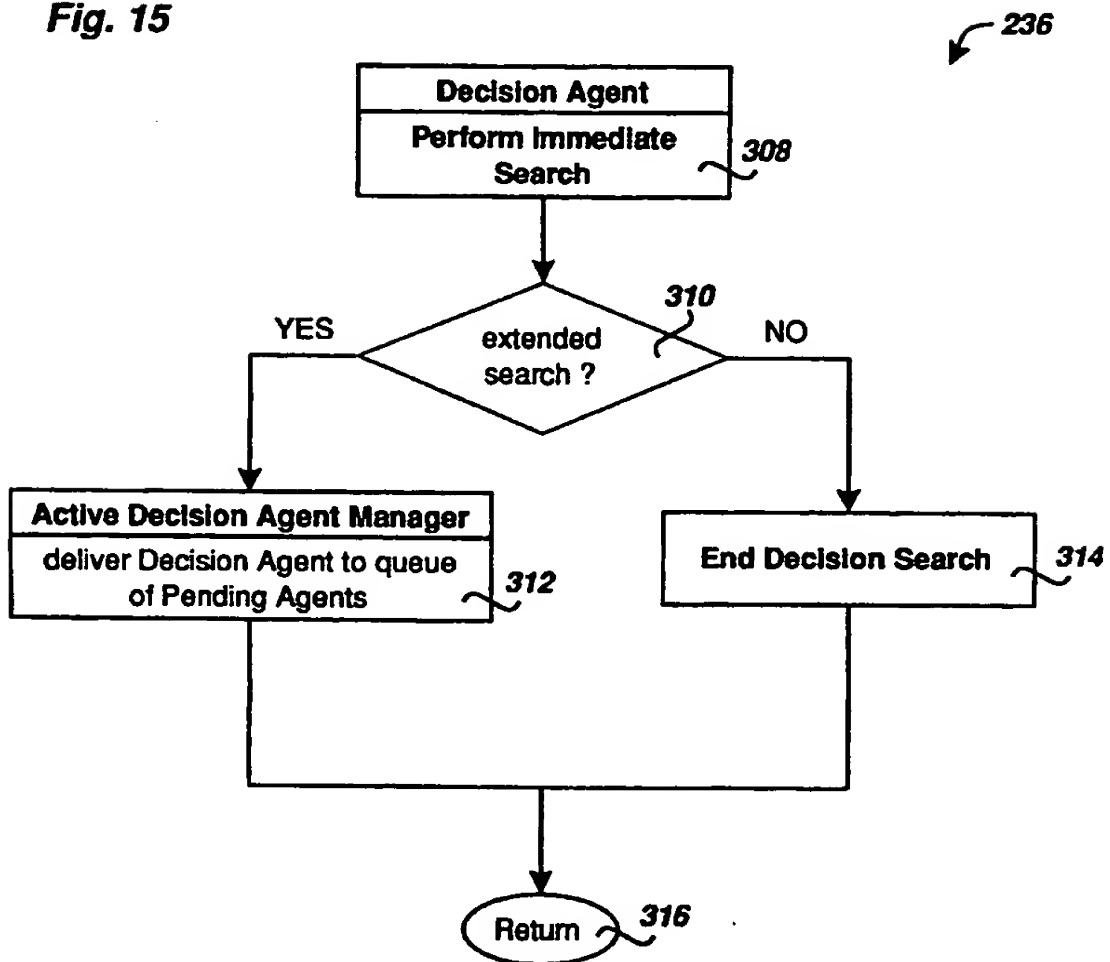 Fig. 15
236
Decision Agent
Perform Immediate
Search
308
310
YES
extended
search ?
NO
Active Decision Agent Manager
deliver Decision Agent to queue
of Pending Agents
312
End Decision Search
314
Return
316